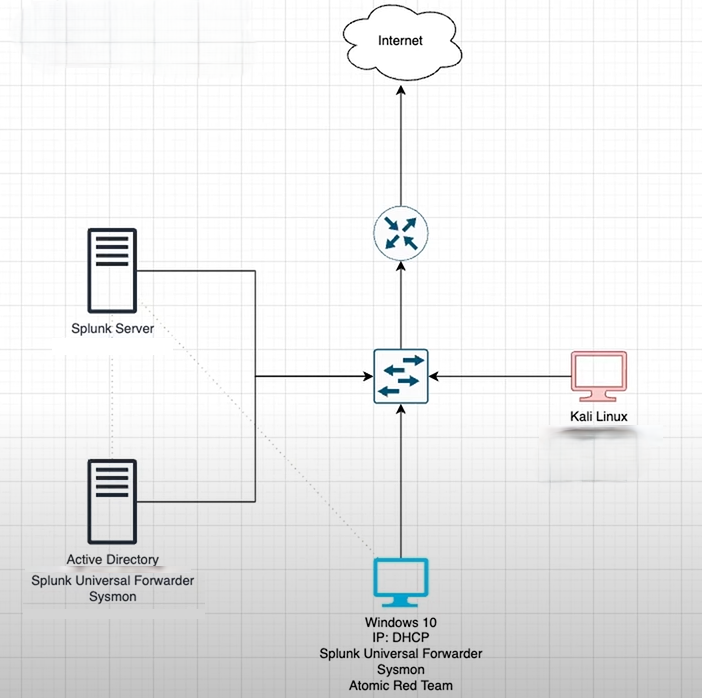 Internet
Splunk Server
Kali Linux
Active Directory
Splunk Universal Forwarder
Sysmon
Windows 10
IP: DHCP
Splunk Universal Forwarder
Sysmon
Atomic Red Team